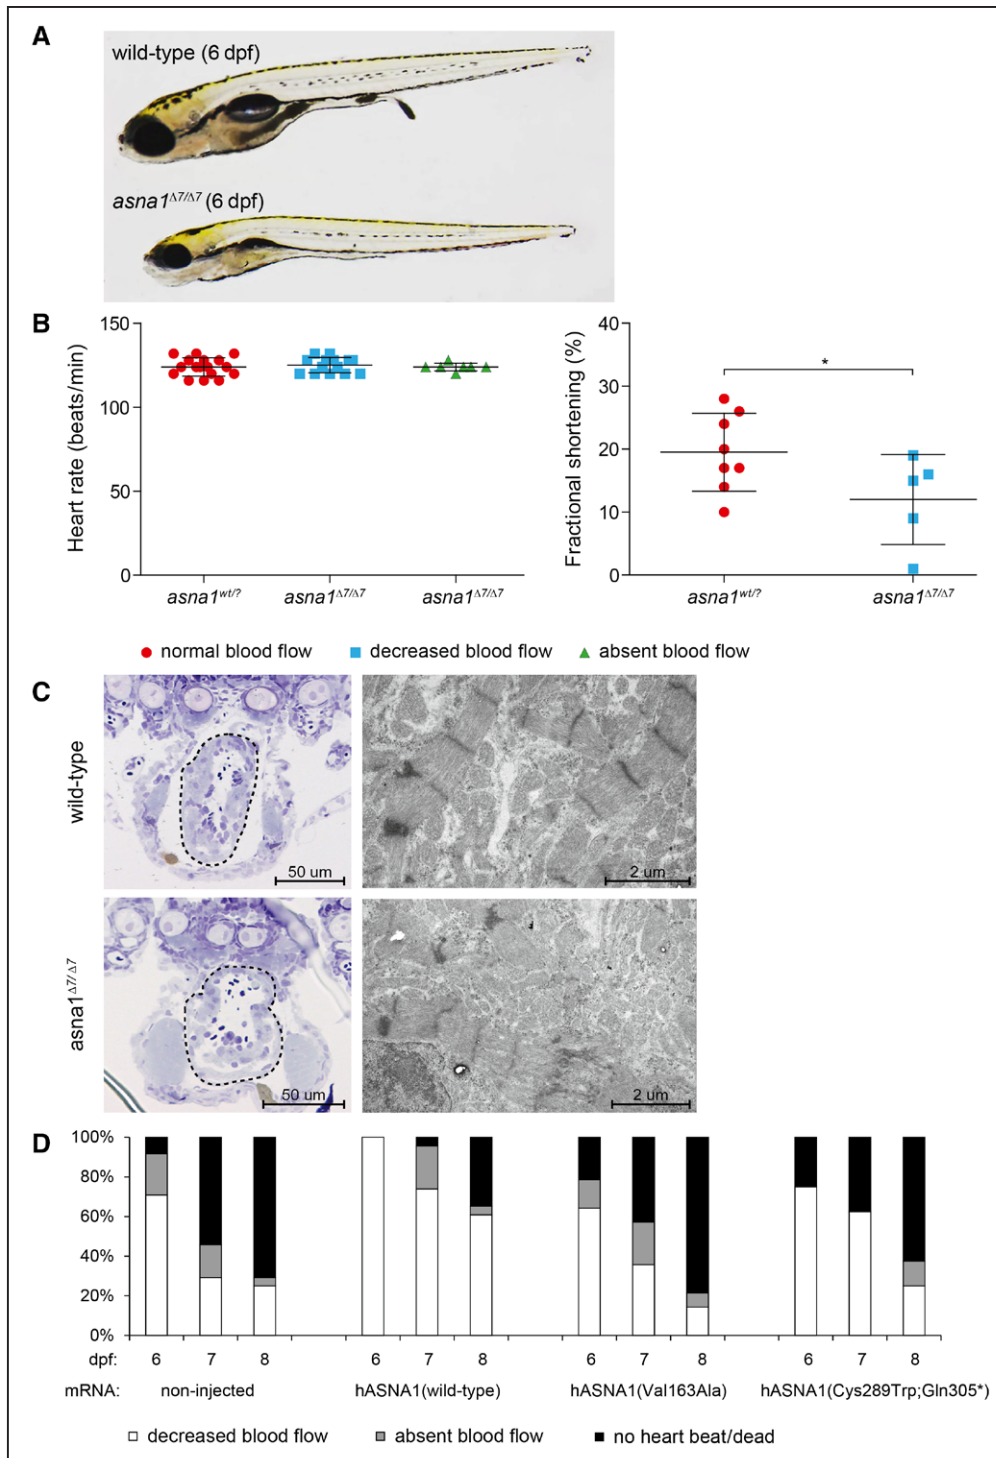 A
wild-type (6 dpf)
asna1Δ7/Δ7 (6 dpf)
B
150
100
50
0
Heart rate (beats/min)
asna1wt/?
asna1Δ7/Δ7
asna1Δ7/Δ7
40
30
20
10
0
Fractional shortening (%)
*
asna1wt/?
asna1Δ7/Δ7
normal blood flow
decreased blood flow
absent blood flow
C
wild-type
50 um
2 um
asna1Δ7/Δ7
50 um
2 um
D
100%
80%
60%
40%
20%
0%
dpf: 6 7 8 6 7 8 6 7 8 6 7 8
mRNA: non-injected hASNA1(wild-type) hASNA1(Val163Ala) hASNA1(Cys289Trp;Gln305*)
decreased blood flow
absent blood flow
no heart beat/dead